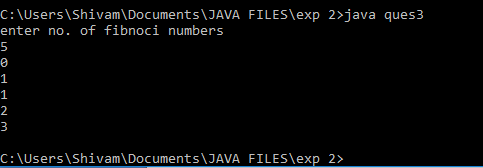 C:\Users\Shivam\Documents\JAVA FILES\exp 2>java ques3
enter no. of fibnoci numbers
5
0
1
1
2
3
C:\Users\Shivam\Documents\JAVA FILES\exp 2>